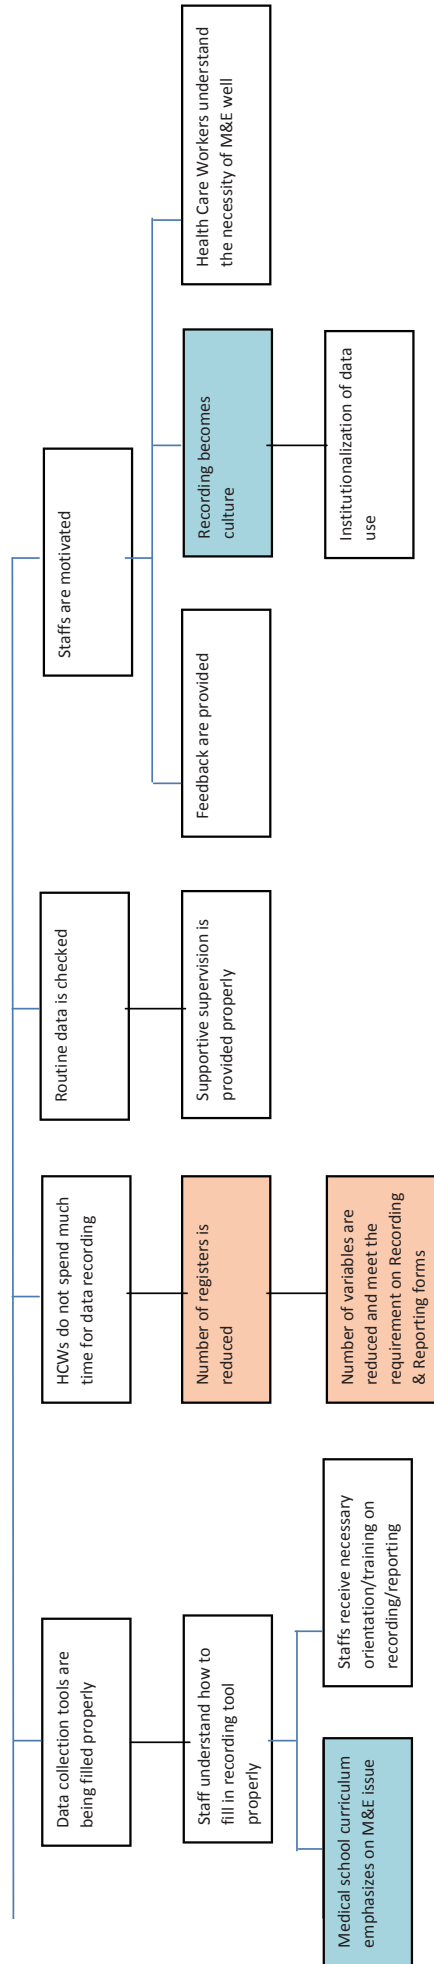 Data collection tools are
being filled properly
HCWs do not spend much
time for data recording
Routine data is checked
Staffs are motivated
Staff understand how to
fill in recording tool
properly
Number of registers is
reduced
Supportive supervision is
provided properly
Feedback are provided
Recording becomes
culture
Health Care Workers understand
the necessity of M&E well
Medical school curriculum
emphasizes on M&E issue
Staffs receive necessary
orientation/training on
recording/reporting
Number of variables are
reduced and meet the
requirement on Recording
& Reporting forms
Institutionalization of data
use